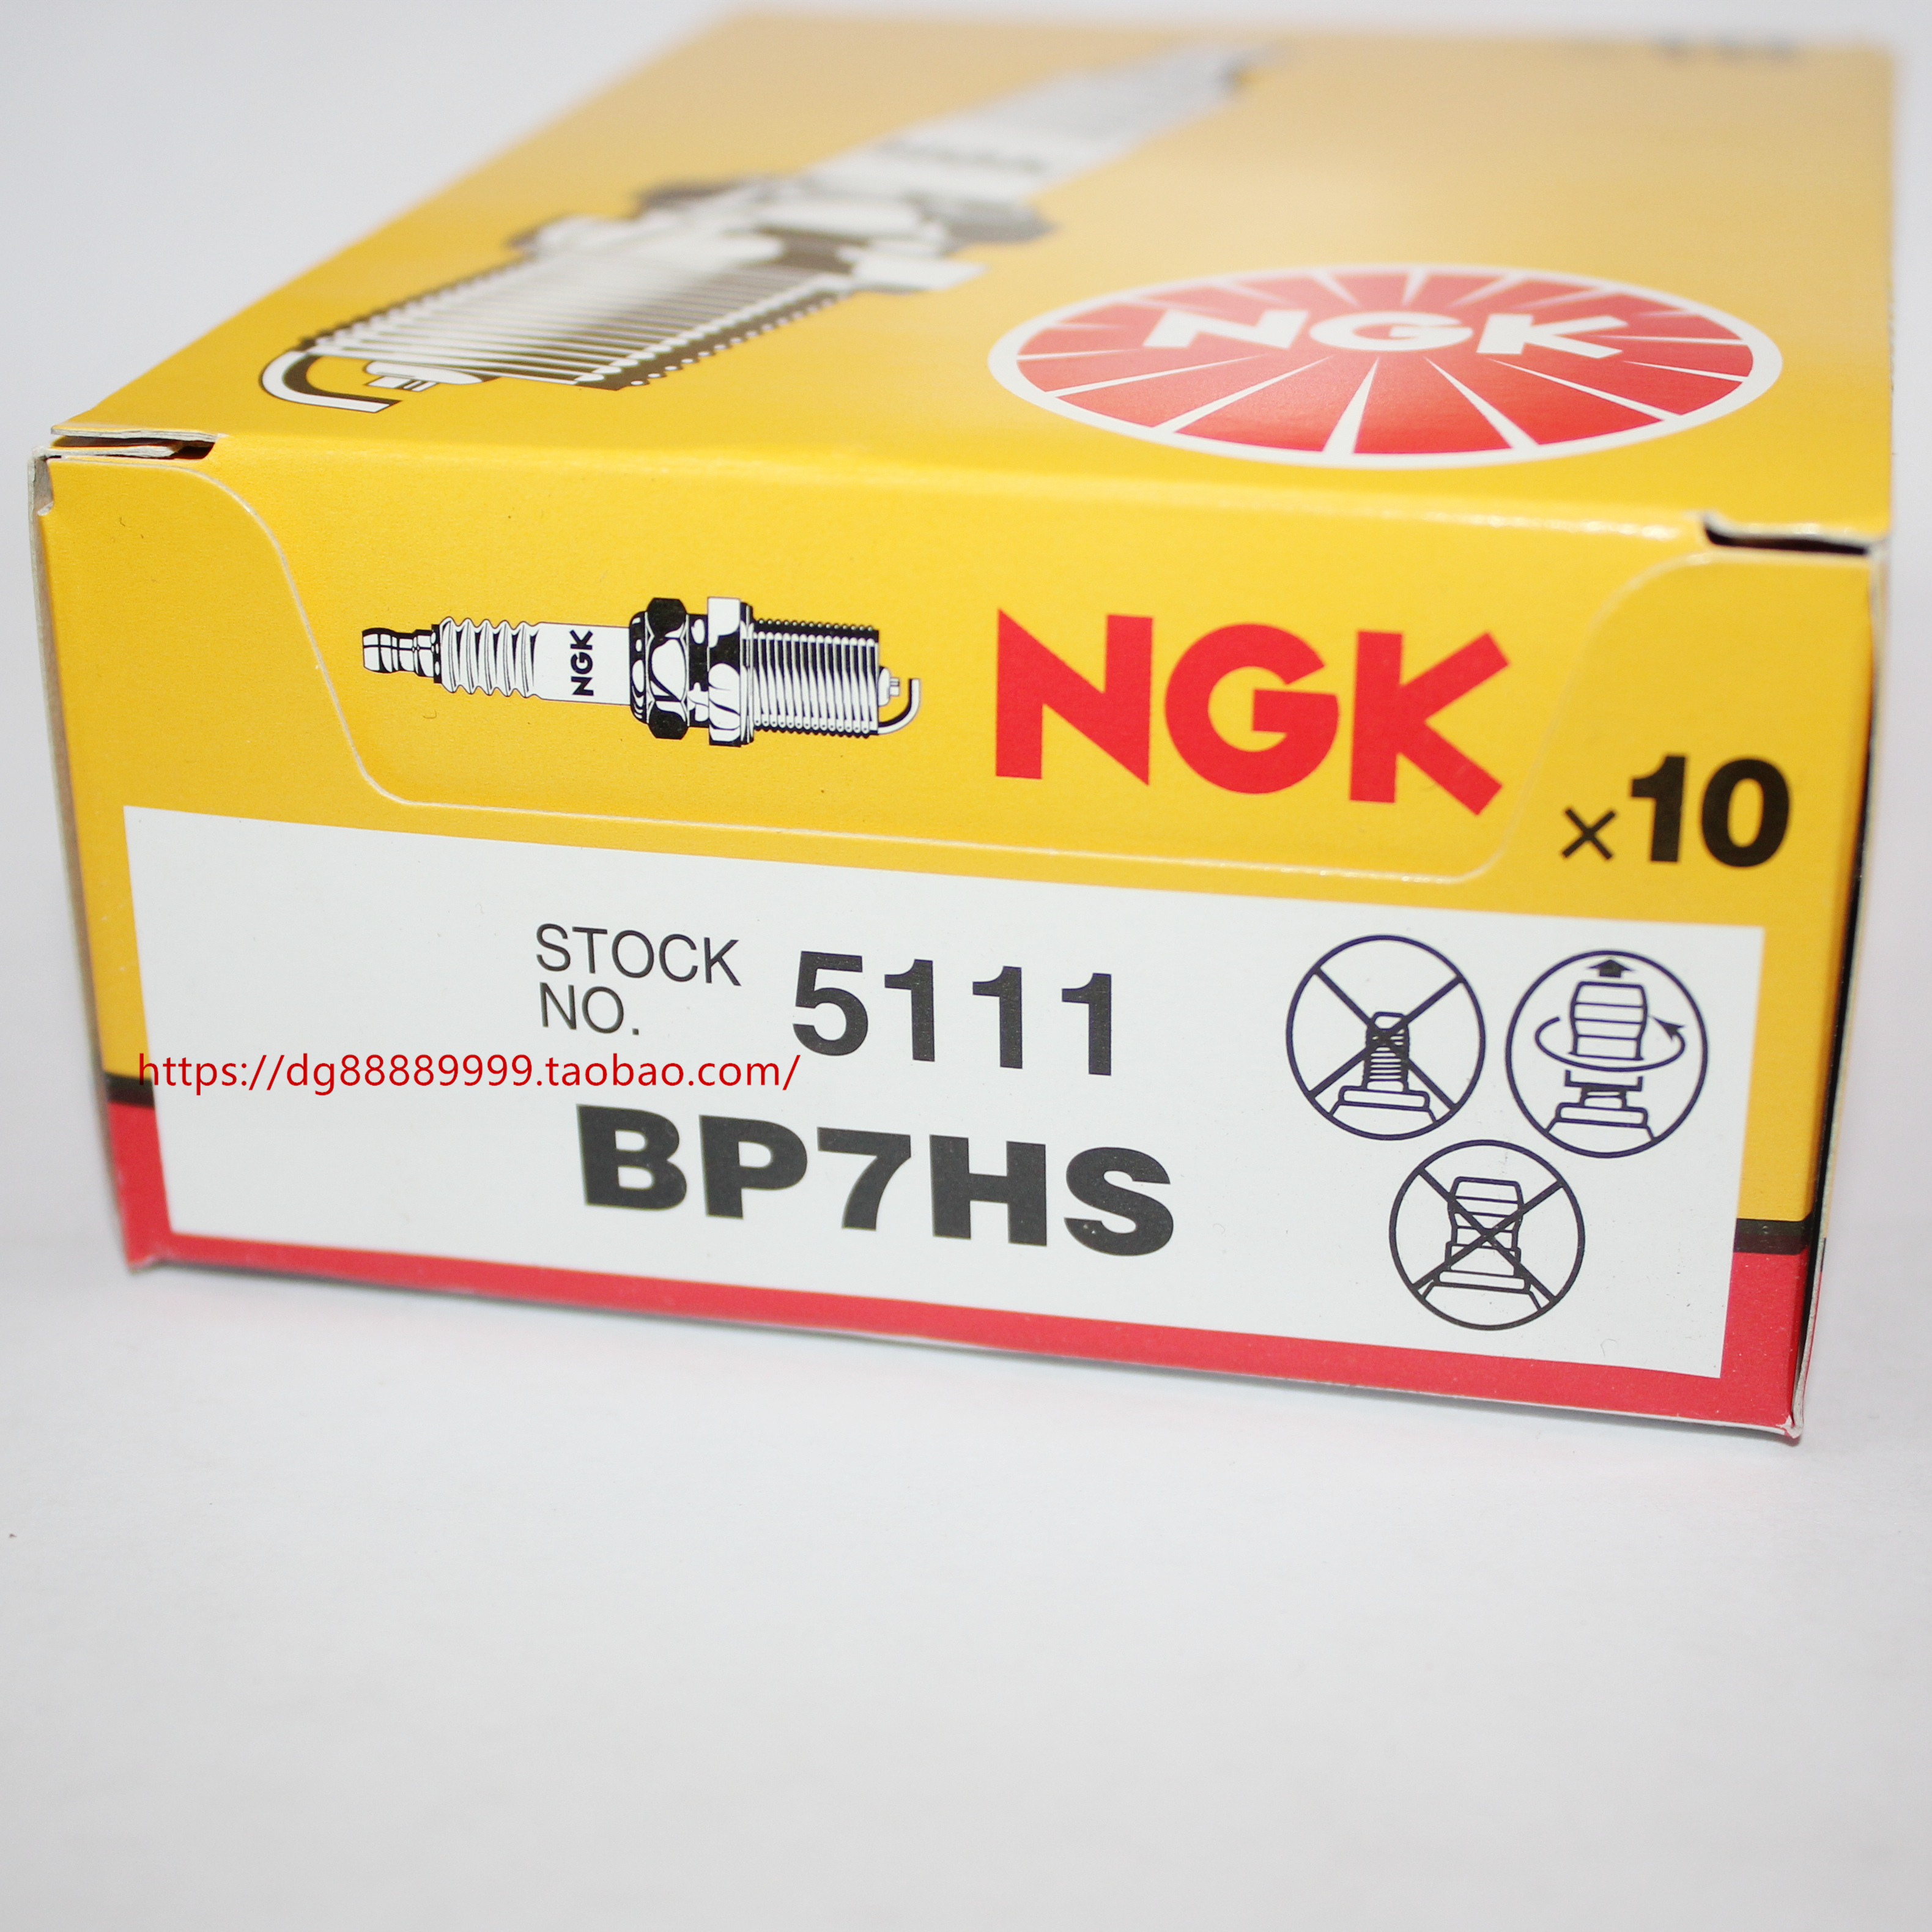 NGK
NGK
NGK
×10
STOCK
NO.
5111
https://dg88889999.taobao.com/
BP7HS